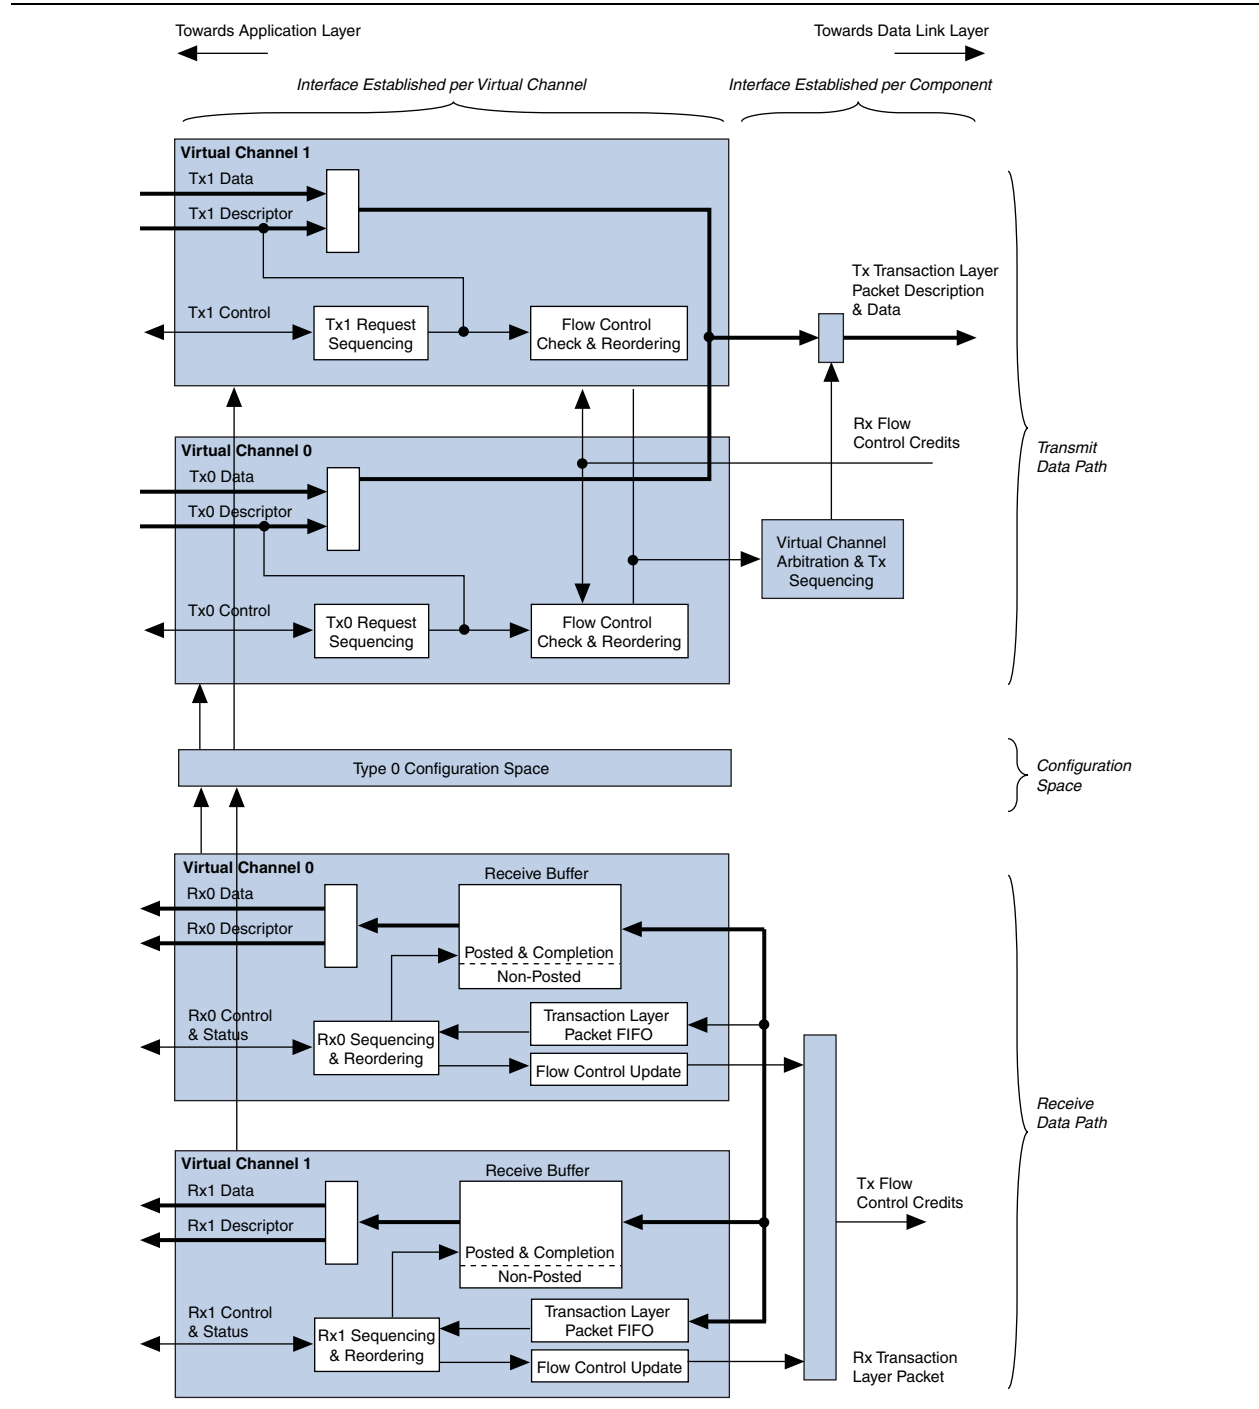 Towards Application Layer
Towards Data Link Layer
Interface Established per Virtual Channel
Interface Established per Component
Virtual Channel 1
Tx1 Data
Tx1 Descriptor
Tx1 Control
Tx1 Request
Sequencing
Flow Control
Check & Reordering
Tx Transaction Layer
Packet Description
& Data
Rx Flow
Control Credits
Transmit
Data Path
Virtual Channel 0
Tx0 Data
Tx0 Descriptor
Tx0 Control
Tx0 Request
Sequencing
Flow Control
Check & Reordering
Virtual Channel
Arbitration & Tx
Sequencing
Type 0 Configuration Space
Configuration
Space
Virtual Channel 0
Receive Buffer
Rx0 Data
Rx0 Descriptor
Posted & Completion
Non-Posted
Rx0 Control
& Status
Rx0 Sequencing
& Reordering
Transaction Layer
Packet FIFO
Flow Control Update
Receive
Data Path
Virtual Channel 1
Receive Buffer
Rx1 Data
Rx1 Descriptor
Posted & Completion
Non-Posted
Tx Flow
Control Credits
Rx1 Control
& Status
Rx1 Sequencing
& Reordering
Transaction Layer
Packet FIFO
Flow Control Update
Rx Transaction
Layer Packet